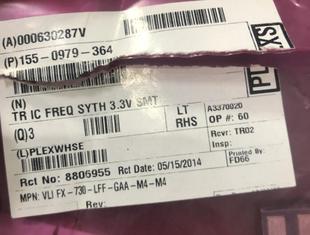 (A)000630287V
(P)155-0979-364
PLEXUS
(N)
TR IC FREQ SYTH 3.3V SMT
(Q)3
LT
RHS
A3370020
OP #: 60
Rcvr: TR02
Insp:
(L)PLEXWHSE
Printed By:
FD66
Rct No: 8806955 Rct Date: 05/15/2014
MPN: VLI FX-730-LFF-GAA-M4-M4
Rev: